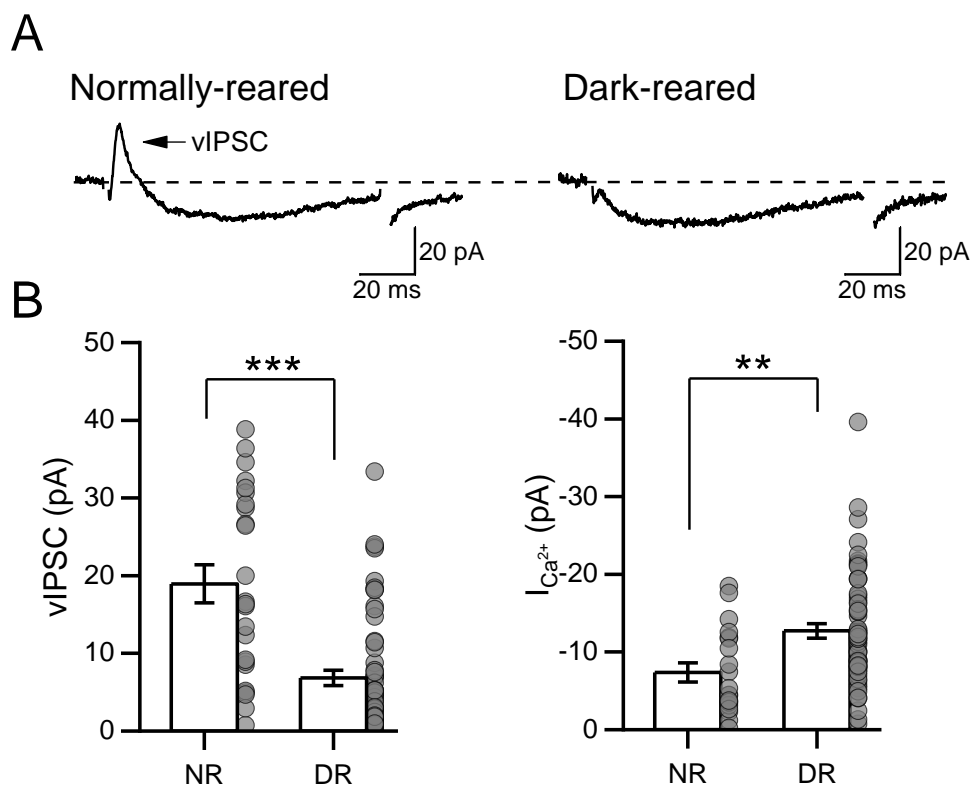 A
Normally-reared
Dark-reared
vIPSC
20 pA
20 ms
20 pA
20 ms
B
50
40
30
20
10
0
vIPSC (pA)
***
NR
DR
-50
-40
-30
-20
-10
0
I Ca²⁺ (pA)
**
NR
DR